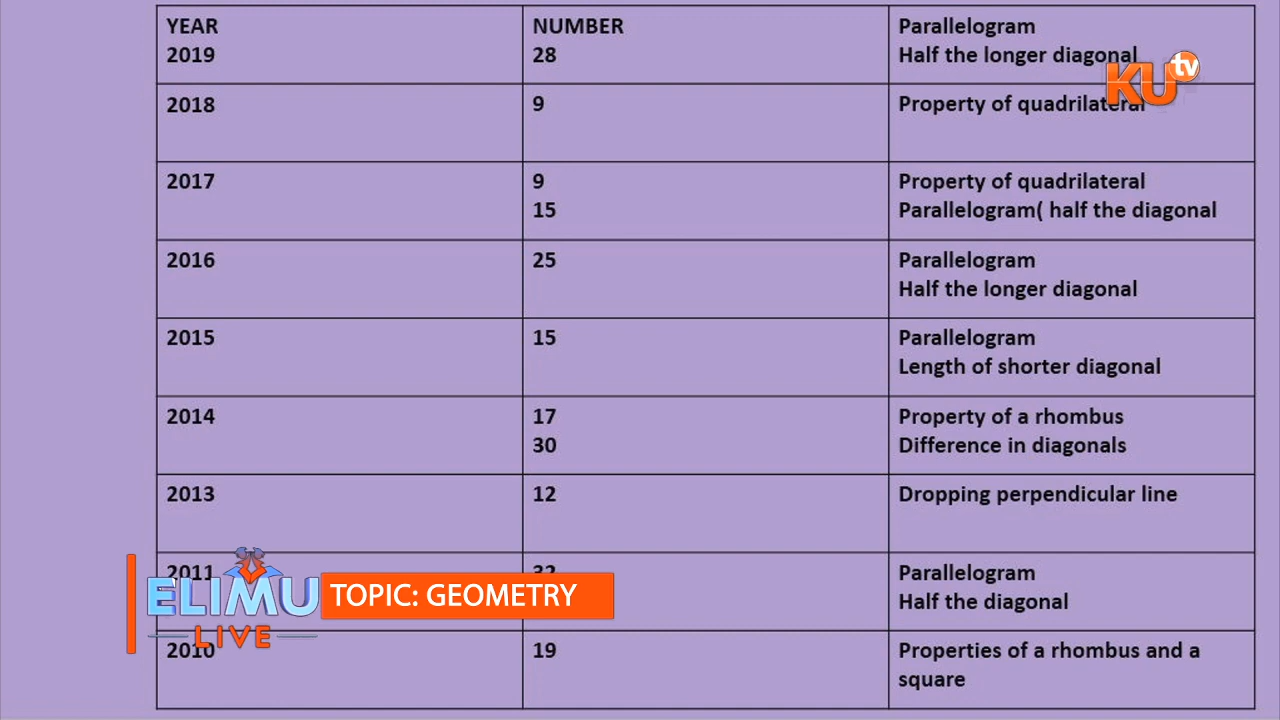 YEAR NUMBER Parallelogram
2019 28 Half the longer diagonal
KU tv
2018 9 Property of quadrilateral
2017 9 Property of quadrilateral
15 Parallelogram( half the diagonal
2016 25 Parallelogram
Half the longer diagonal
2015 15 Parallelogram
Length of shorter diagonal
2014 17 Property of a rhombus
30 Difference in diagonals
2013 12 Dropping perpendicular line
2011 Parallelogram
Half the diagonal
ELIMU TOPIC: GEOMETRY
LIVE
2010 19 Properties of a rhombus and a
square